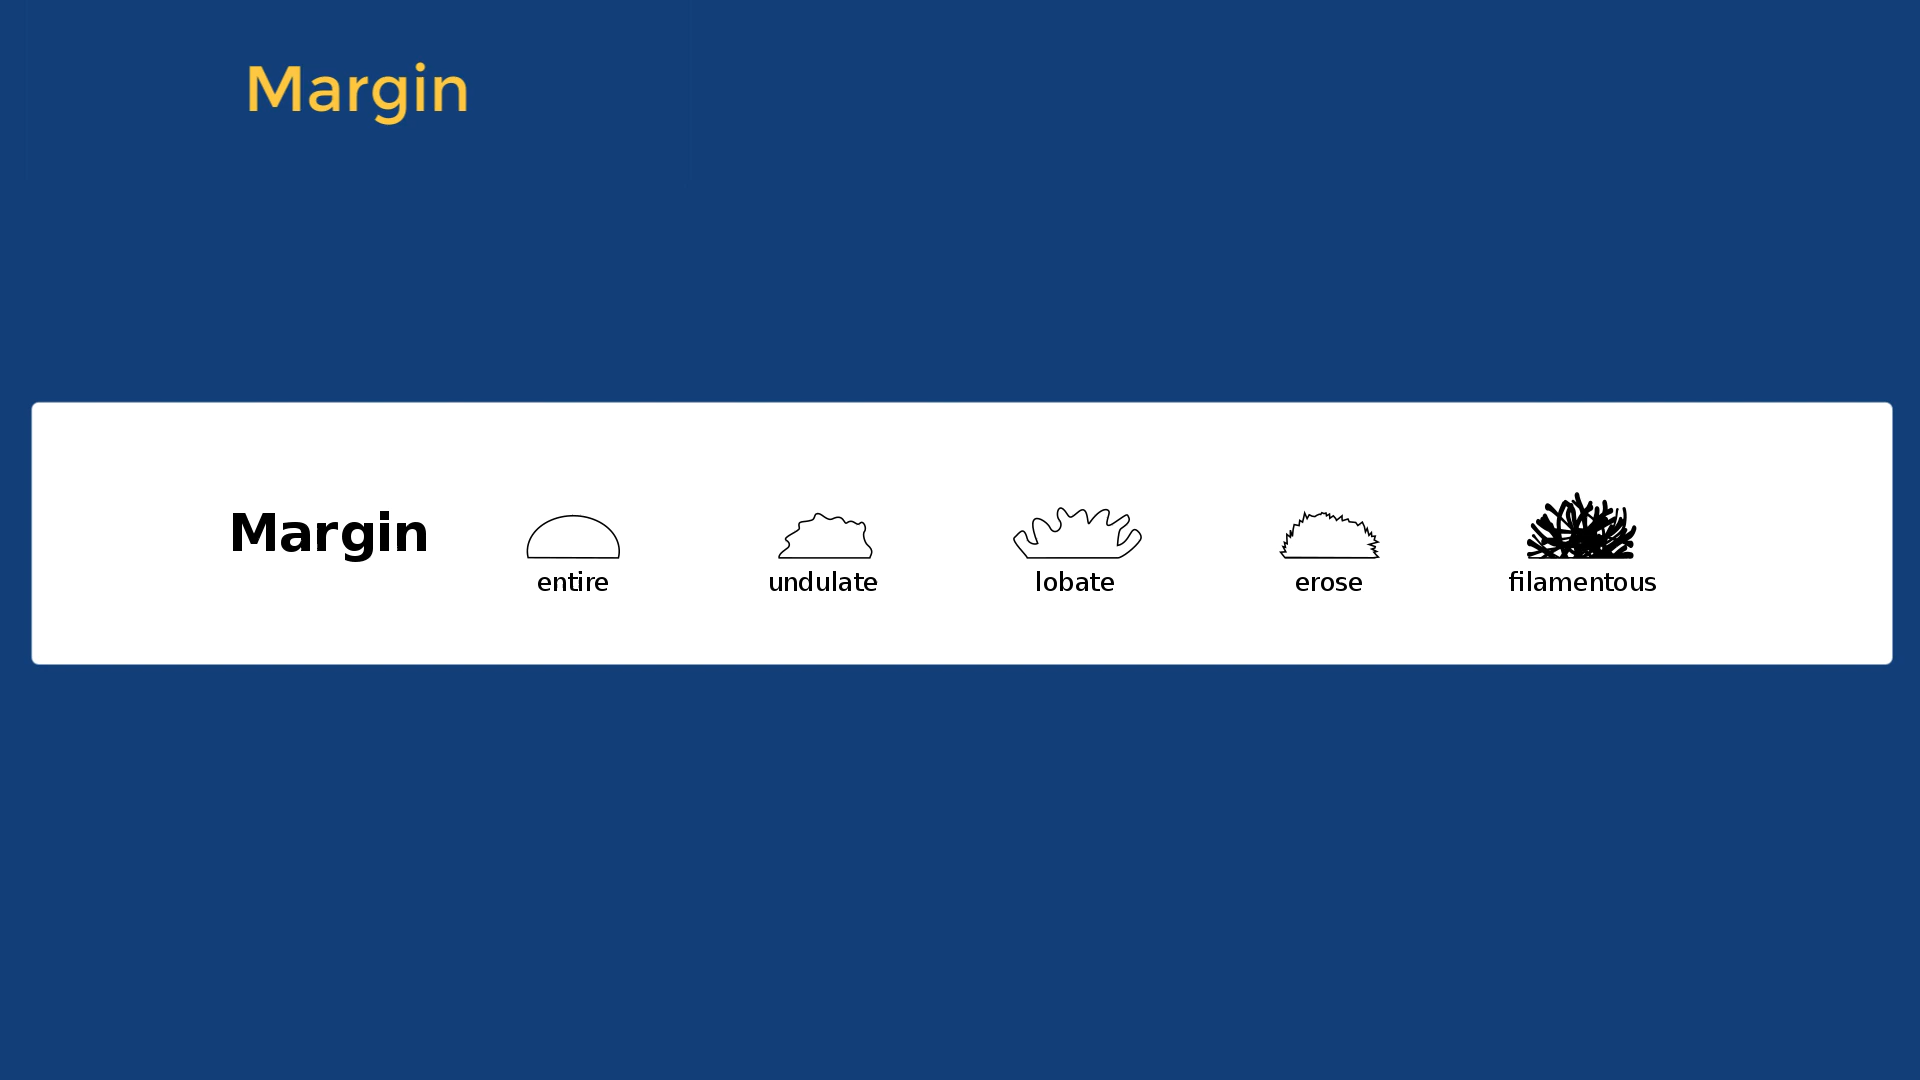 Margin
Margin
entire
undulate
lobate
erose
filamentous